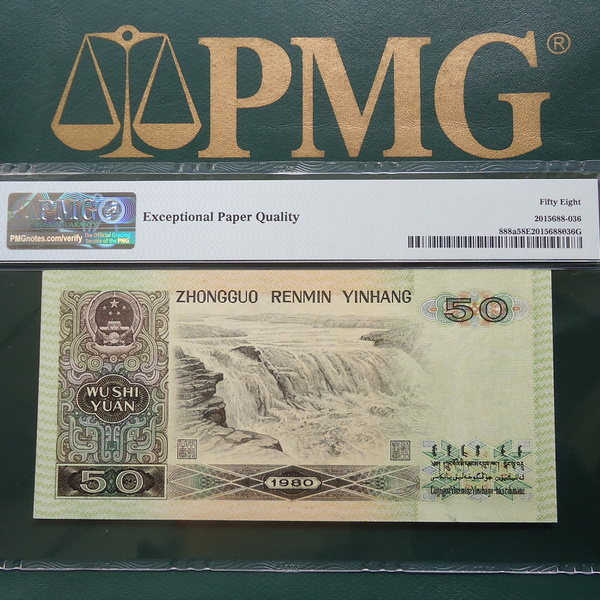 PMG®
PMG
PMGnotes.com/verify
Exceptional Paper Quality
Fifty Eight
2015688-036
888a58E2015688036G
ZHONGGUO RENMIN YINHANG
50
WU SHI
YUAN
50
1980